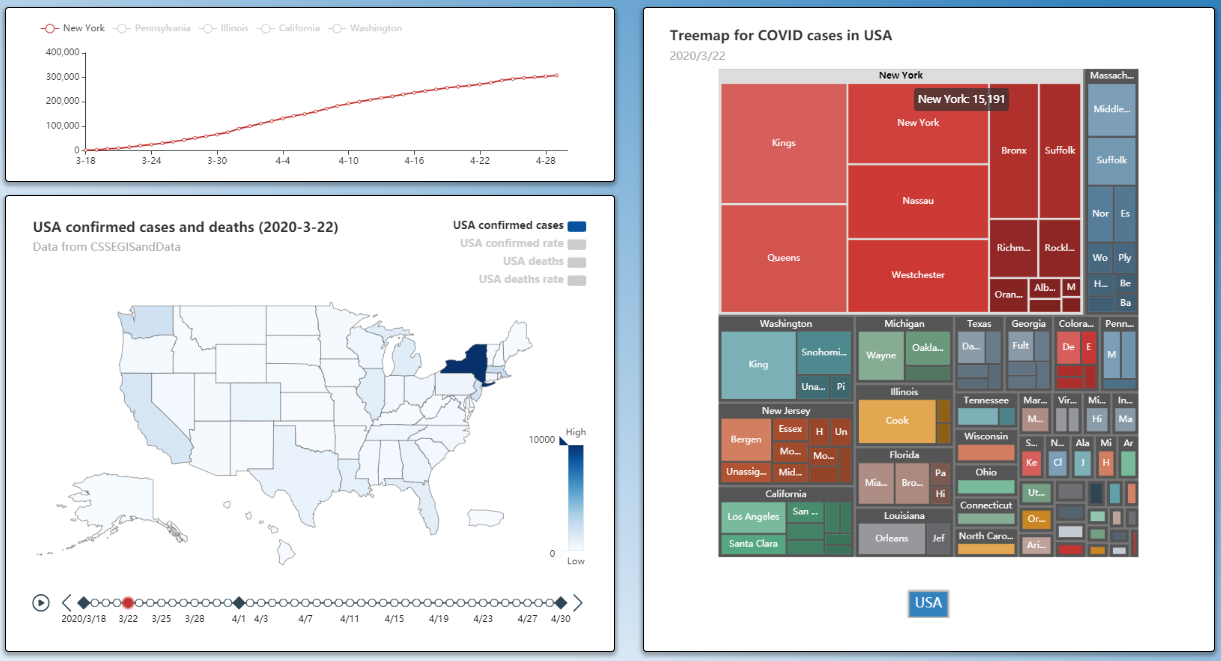 New York Pennsylvania Illinois California Washington
400,000
300,000
200,000
100,000
0
3-18 3-24 3-30 4-4 4-10 4-16 4-22 4-28
USA confirmed cases and deaths (2020-3-22)
Data from CSSEGISandData
USA confirmed cases
USA confirmed rate
USA deaths
USA deaths rate
High
10000
0
Low
2020/3/18 3/22 3/25 3/28 4/1 4/3 4/7 4/11 4/15 4/19 4/23 4/27 4/30
Treemap for COVID cases in USA
2020/3/22
New York
New York: 15,191
Kings
New York
Bronx
Suffolk
Nassau
Queens
Westchester
Richm...
Rockl...
Oran...
Alb...
M
Massach...
Middle...
Suffolk
Nor Es
Wo Ply
H... Be
Ba
Washington
King
Snohomi...
Una... Pi
Michigan
Wayne
Oakla...
Texas
Da...
Georgia
Fult
Colora...
De E
Penn...
M
New Jersey
Bergen
Essex H Un
Mo... Mo...
Unassig... Mid...
Illinois
Cook
Tennessee
Mar...
M...
Vir...
Mi...
Hi
In...
Ma
Florida
Mia... Bro... Pa
Hi
Wisconsin
S...
Ke
N...
Cl
Ala
J
Mi
H
Ar
Ohio
California
Los Angeles San ...
Santa Clara
Louisiana
Orleans Jef
Connecticut
North Caro...
Ut...
Or...
Ari...
USA